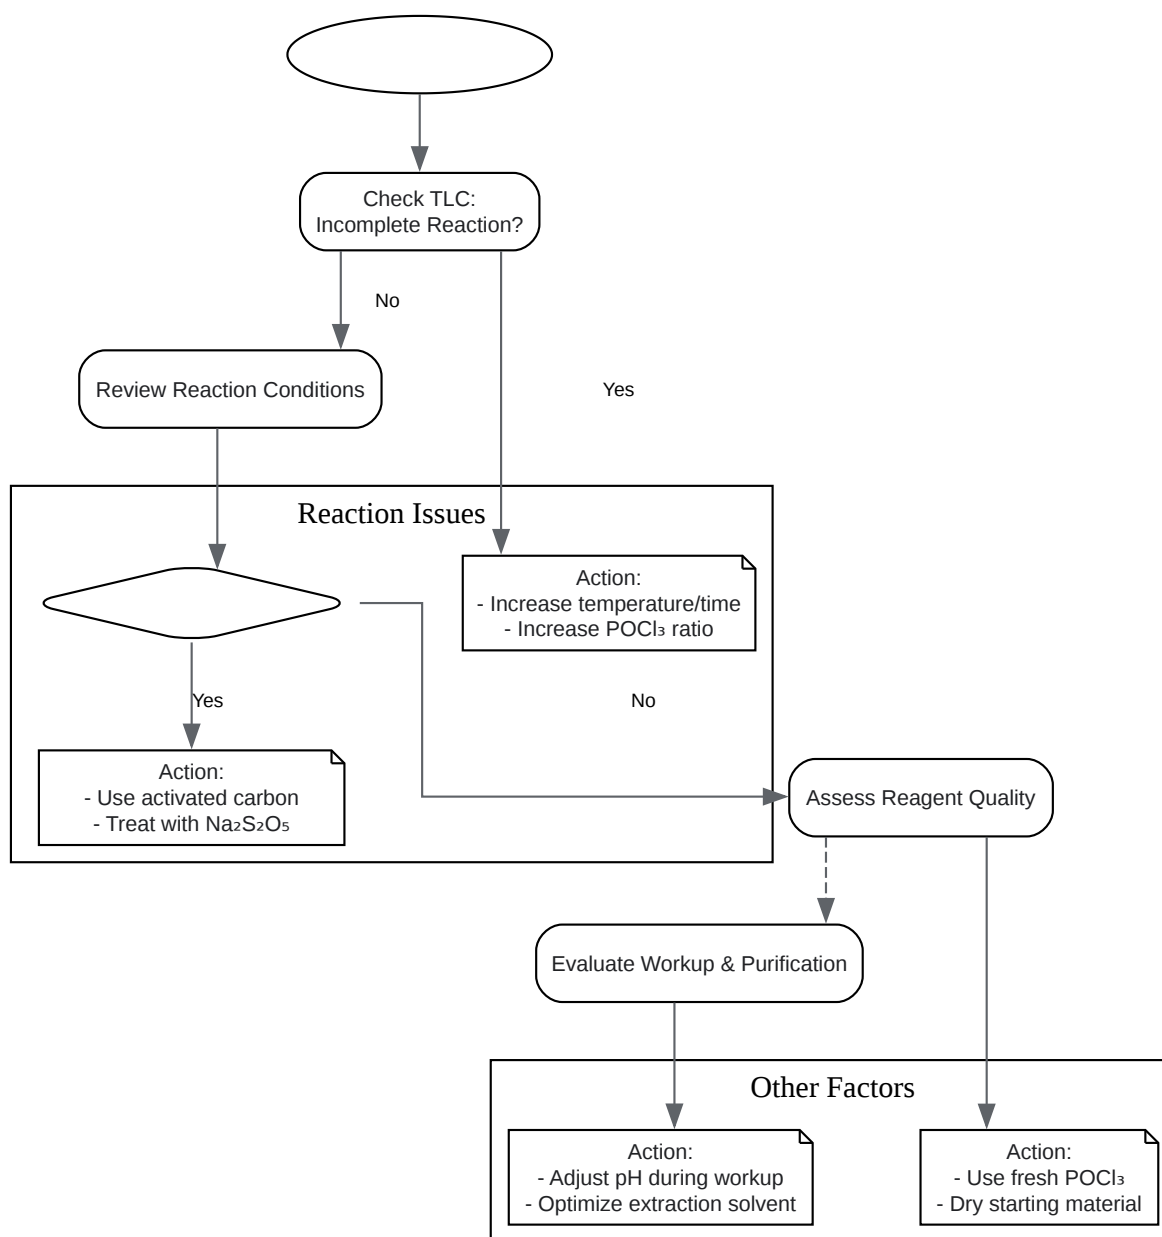 Check TLC:
Incomplete Reaction?
No
Review Reaction Conditions
Yes
Reaction Issues
Action:
- Increase temperature/time
- Increase POCl₃ ratio
Yes
No
Action:
- Use activated carbon
- Treat with Na₂S₂O₅
Assess Reagent Quality
Evaluate Workup & Purification
Other Factors
Action:
- Adjust pH during workup
- Optimize extraction solvent
Action:
- Use fresh POCl₃
- Dry starting material